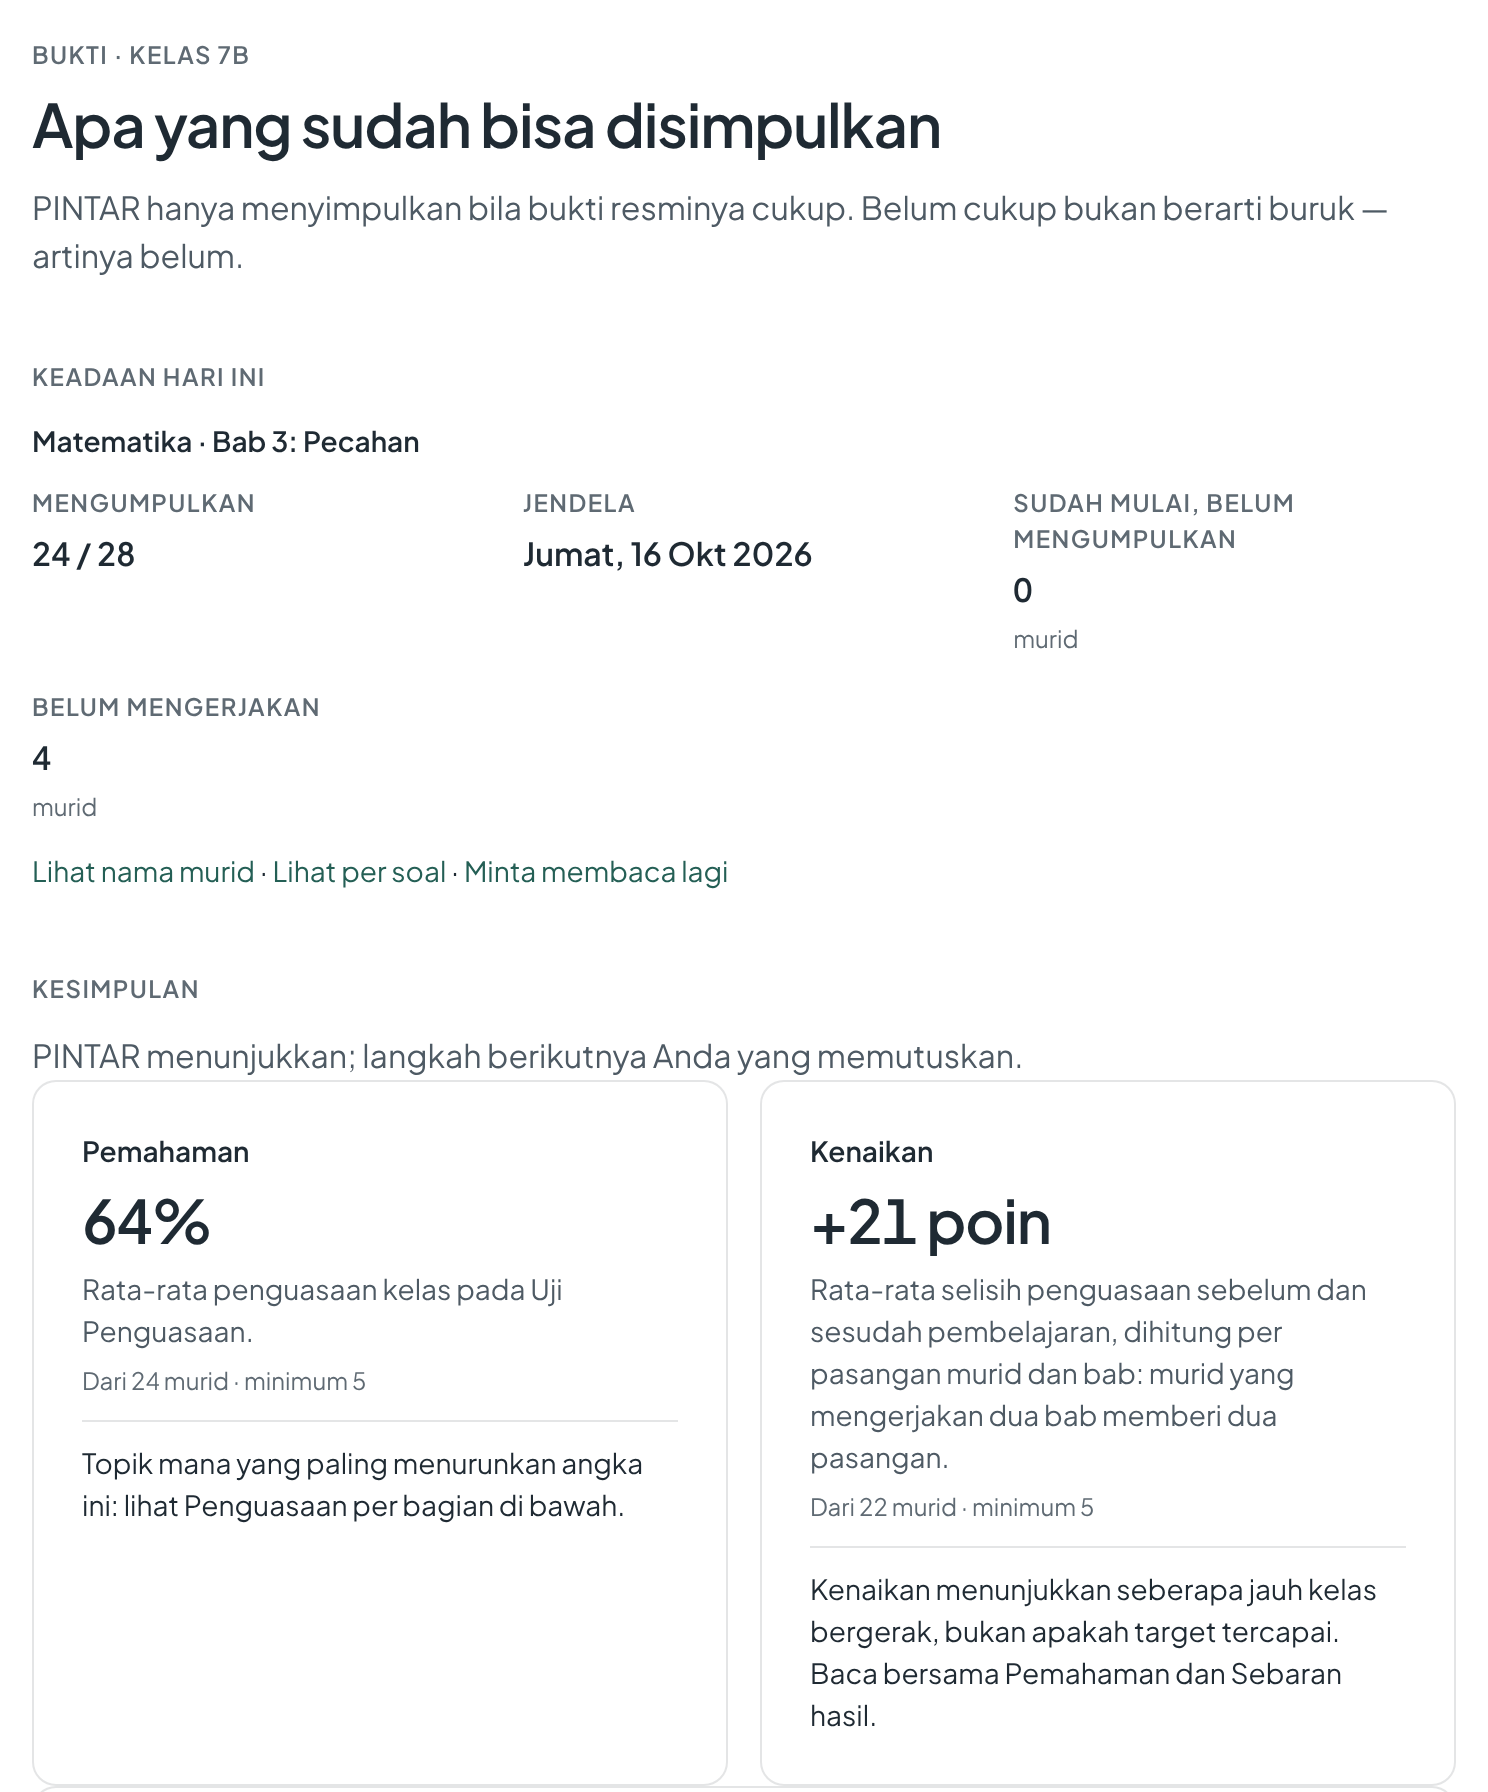 BUKTI · KELAS 7B
Apa yang sudah bisa disimpulkan
PINTAR hanya menyimpulkan bila bukti resminya cukup. Belum cukup bukan berarti buruk —
artinya belum.
KEADAAN HARI INI
Matematika · Bab 3: Pecahan
MENGUMPULKAN
24 / 28
JENDELA
Jumat, 16 Okt 2026
SUDAH MULAI, BELUM
MENGUMPULKAN
0
murid
BELUM MENGERJAKAN
4
murid
Lihat nama murid · Lihat per soal · Minta membaca lagi
KESIMPULAN
PINTAR menunjukkan; langkah berikutnya Anda yang memutuskan.
Pemahaman
64%
Rata-rata penguasaan kelas pada Uji
Penguasaan.
Dari 24 murid · minimum 5
Topik mana yang paling menurunkan angka
ini: lihat Penguasaan per bagian di bawah.
Kenaikan
+21 poin
Rata-rata selisih penguasaan sebelum dan
sesudah pembelajaran, dihitung per
pasangan murid dan bab: murid yang
mengerjakan dua bab memberi dua
pasangan.
Dari 22 murid · minimum 5
Kenaikan menunjukkan seberapa jauh kelas
bergerak, bukan apakah target tercapai.
Baca bersama Pemahaman dan Sebaran
hasil.